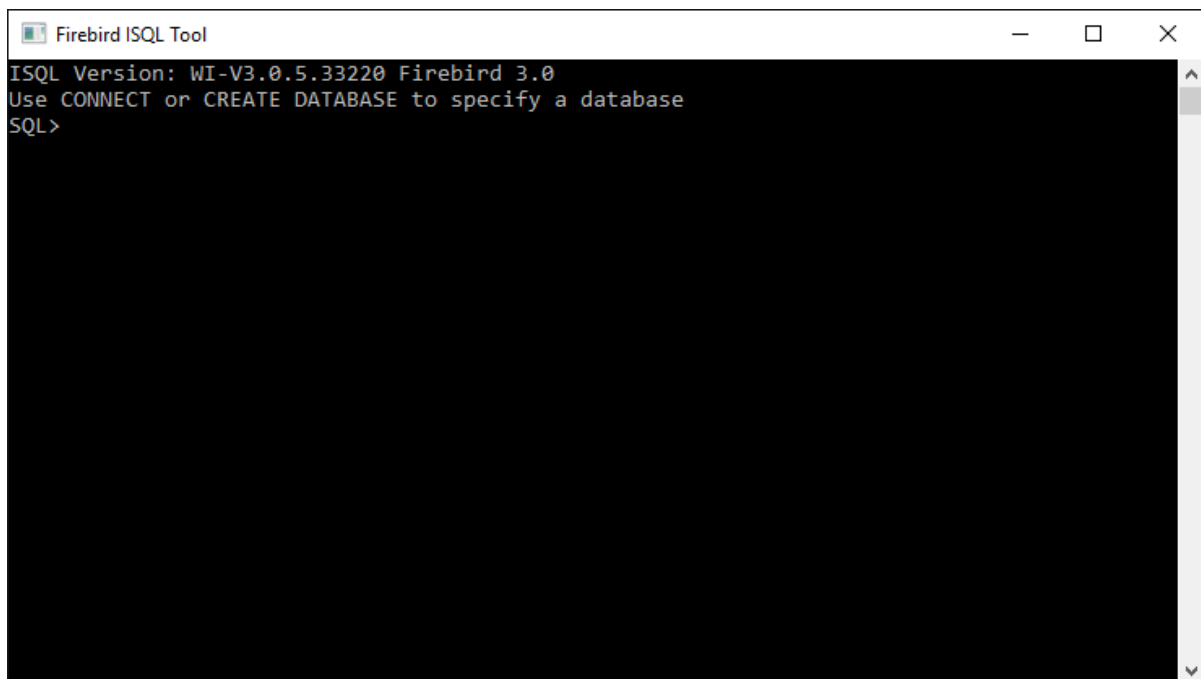 Firebird ISQL Tool
ISQL Version: WI-V3.0.5.33220 Firebird 3.0
Use CONNECT or CREATE DATABASE to specify a database
SQL>